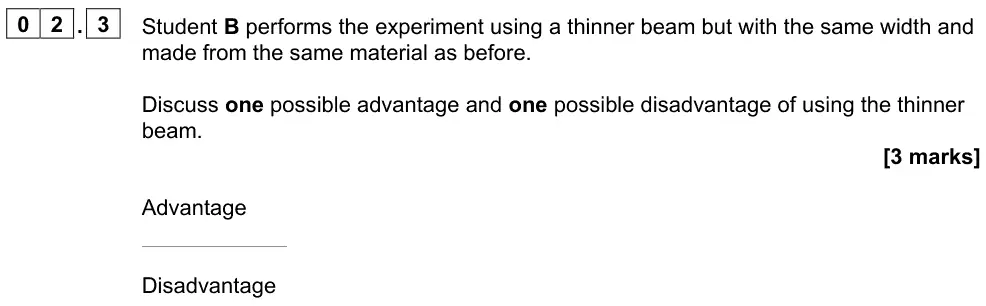 02.3 Student B performs the experiment using a thinner beam but with the same width and
made from the same material as before.
Discuss one possible advantage and one possible disadvantage of using the thinner
beam.
[3 marks]
Advantage
Disadvantage